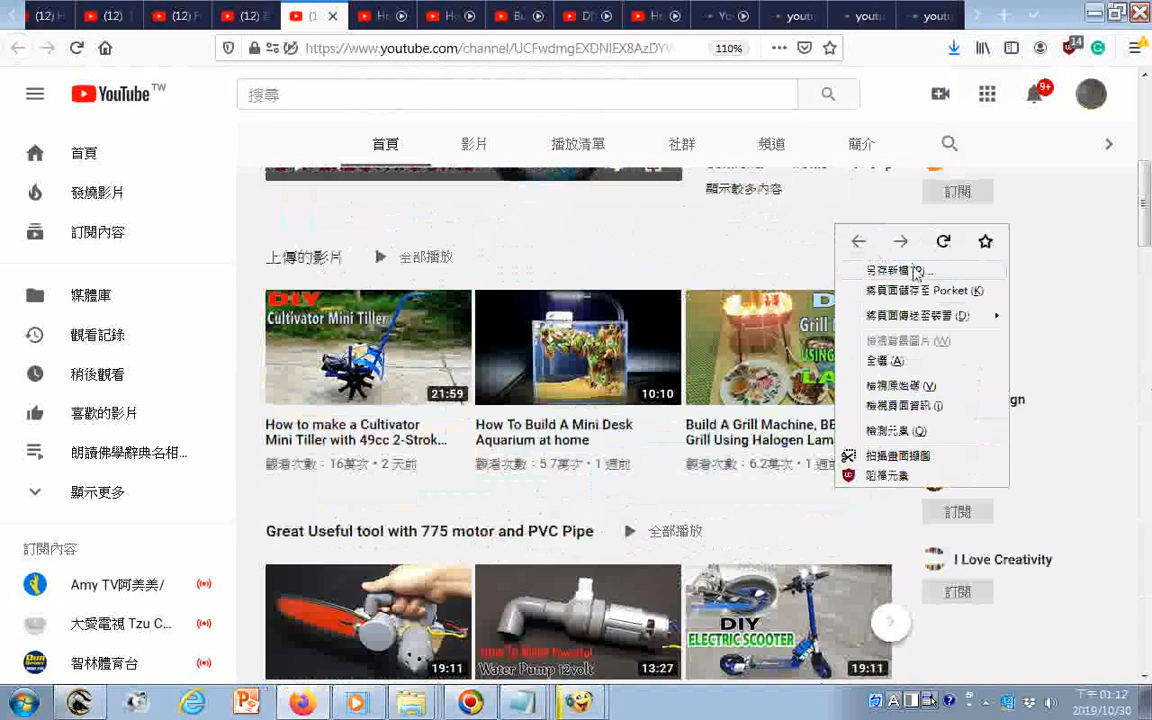 (12)
(12)
(12)
(12)
youtu
youtu
youtu
https://www.youtube.com/channel/UCFwdmgEXDNIEX8AzDYW
110%
14
YouTube TW
搜尋
9+
首頁
影片
播放清單
社群
頻道
簡介
首頁
發燒影片
訂閱內容
媒體庫
觀看記錄
稍後觀看
喜歡的影片
朗讀佛學辭典名相...
顯示更多
訂閱內容
Amy TV阿美美/
大愛電視 Tzu C...
智林體育台
顯示較多內容
訂閱
上傳的影片
全部播放
DIY
Cultivator Mini Tiller
21:59
How to make a Cultivator
Mini Tiller with 49cc 2-Strok...
觀看次數：16萬次・2 天前
10:10
How To Build A Mini Desk
Aquarium at home
觀看次數：5.7萬次・1 週前
Build A Grill Machine, BE
Grill Using Halogen Lam
觀看次數：6.2萬次・1 週前
另存新檔(P)...
將頁面儲存至 Pocket (K)
將頁面傳送至裝置 (D)
檢視背景圖片 (W)
全選 (A)
檢視原始碼 (V)
檢視頁面資訊 (I)
檢測元素 (Q)
拍攝畫面擷圖
阻擋元素
gn
訂閱
I Love Creativity
訂閱
Great Useful tool with 775 motor and PVC Pipe
全部播放
19:11
How To Make Powerful
Water Pump 12volt
13:27
DIY
ELECTRIC SCOOTER
19:11
下午 01:12
2019/10/30